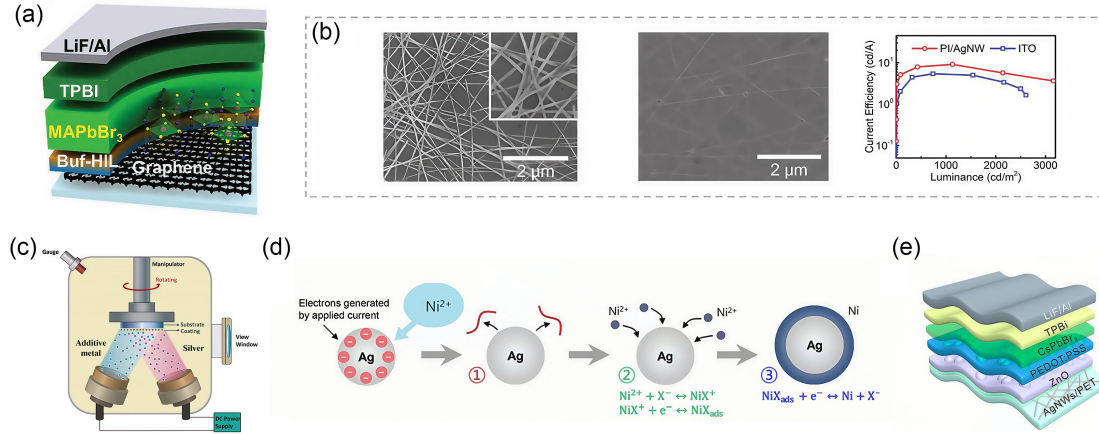 (a)
LiF/Al
TPBI
MAPbBr₃
Buf-HIL
Graphene
(b)
2 μm
2 μm
PI/AgNW
ITO
Current Efficiency (cd/A)
10¹
10⁰
10⁻¹
0
1000
2000
3000
Luminance (cd/m²)
(c)
Gauge
Manipulator
Rotating
Substrate
Coating
Additive
metal
Silver
View
Window
DC Power
Supply
(d)
Electrons generated
by applied current
Ni²⁺
Ag
Ag
①
Ni²⁺
Ni²⁺
Ag
②
Ni²⁺ + X⁻ ↔ NiX⁺
NiX⁺ + e⁻ ↔ NiXads
Ni
Ag
③
NiXads + e⁻ ↔ Ni + X⁻
(e)
LiF/Al
TPBi
CsPbBr₃
PEDOT:PSS
ZnO
AgNWs/PET